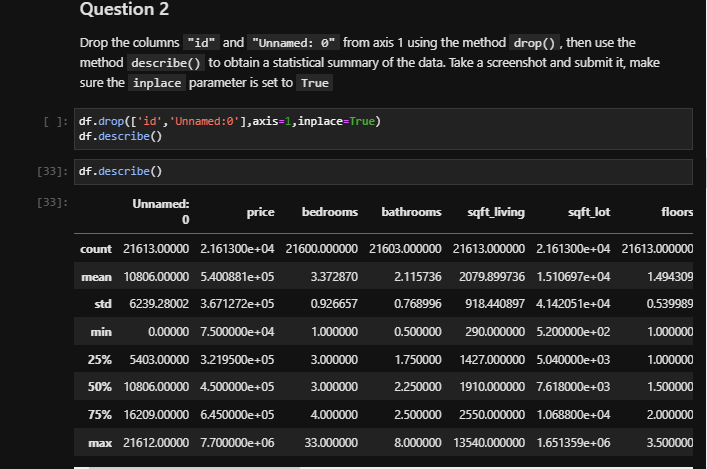 Question 2
Drop the columns "id" and "Unnamed: 0" from axis 1 using the method drop() , then use the
method describe() to obtain a statistical summary of the data. Take a screenshot and submit it, make
sure the inplace parameter is set to True
[ ]: df.drop(['id','Unnamed:0'],axis=1,inplace=True)
df.describe()
[33]: df.describe()
[33]: Unnamed: 0 price bedrooms bathrooms sqft_living sqft_lot floors
count 21613.00000 2.161300e+04 21600.000000 21603.000000 21613.000000 2.161300e+04 21613.000000
mean 10806.00000 5.400881e+05 3.372870 2.115736 2079.899736 1.510697e+04 1.494309
std 6239.28002 3.671272e+05 0.926657 0.768996 918.440897 4.142051e+04 0.539989
min 0.00000 7.500000e+04 1.000000 0.500000 290.000000 5.200000e+02 1.000000
25% 5403.00000 3.219500e+05 3.000000 1.750000 1427.000000 5.040000e+03 1.000000
50% 10806.00000 4.500000e+05 3.000000 2.250000 1910.000000 7.618000e+03 1.500000
75% 16209.00000 6.450000e+05 4.000000 2.500000 2550.000000 1.068800e+04 2.000000
max 21612.00000 7.700000e+06 33.000000 8.000000 13540.000000 1.651359e+06 3.500000